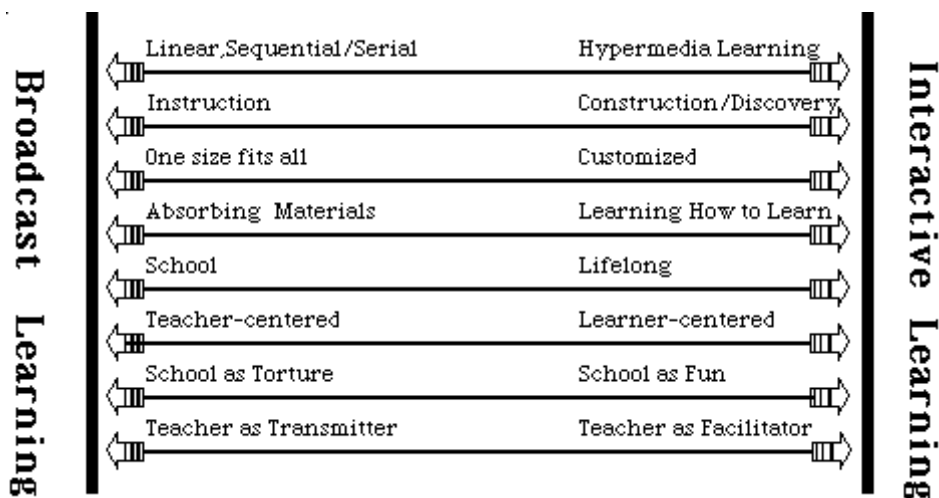 Broadcast Learning
Linear,Sequential/Serial Hypermedia Learning
Instruction Construction/Discovery
One size fits all Customized
Absorbing Materials Learning How to Learn
School Lifelong
Teacher-centered Learner-centered
School as Torture School as Fun
Teacher as Transmitter Teacher as Facilitator
Interactive Learning